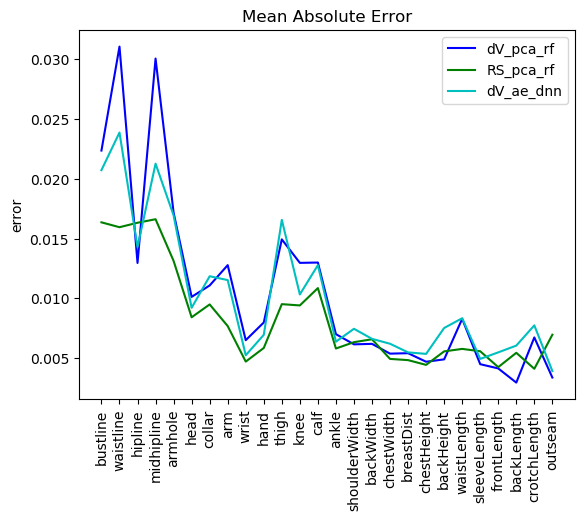 Mean Absolute Error
dV_pca_rf
RS_pca_rf
dV_ae_dnn
error
0.030
0.025
0.020
0.015
0.010
0.005
bustline
waistline
hipline
midhipline
armhole
head
collar
arm
wrist
hand
thigh
knee
calf
ankle
shoulderWidth
backWidth
chestWidth
breastDist
chestHeight
backHeight
waistLength
sleeveLength
frontLength
backLength
crotchLength
outseam